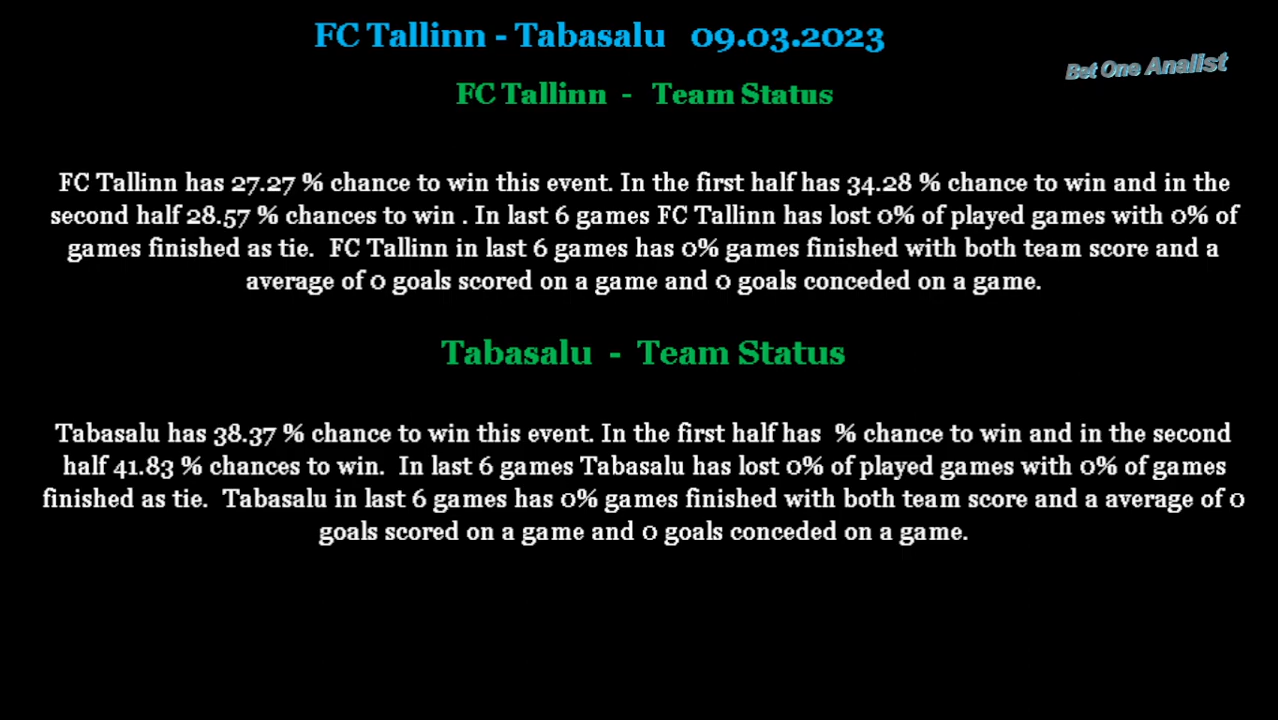 FC Tallinn - Tabasalu 09.03.2023
Bet One Analist
FC Tallinn - Team Status
FC Tallinn has 27.27 % chance to win this event. In the first half has 34.28 % chance to win and in the
second half 28.57 % chances to win . In last 6 games FC Tallinn has lost 0% of played games with 0% of
games finished as tie. FC Tallinn in last 6 games has 0% games finished with both team score and a
average of 0 goals scored on a game and 0 goals conceded on a game.
Tabasalu - Team Status
Tabasalu has 38.37 % chance to win this event. In the first half has % chance to win and in the second
half 41.83 % chances to win. In last 6 games Tabasalu has lost 0% of played games with 0% of games
finished as tie. Tabasalu in last 6 games has 0% games finished with both team score and a average of 0
goals scored on a game and 0 goals conceded on a game.